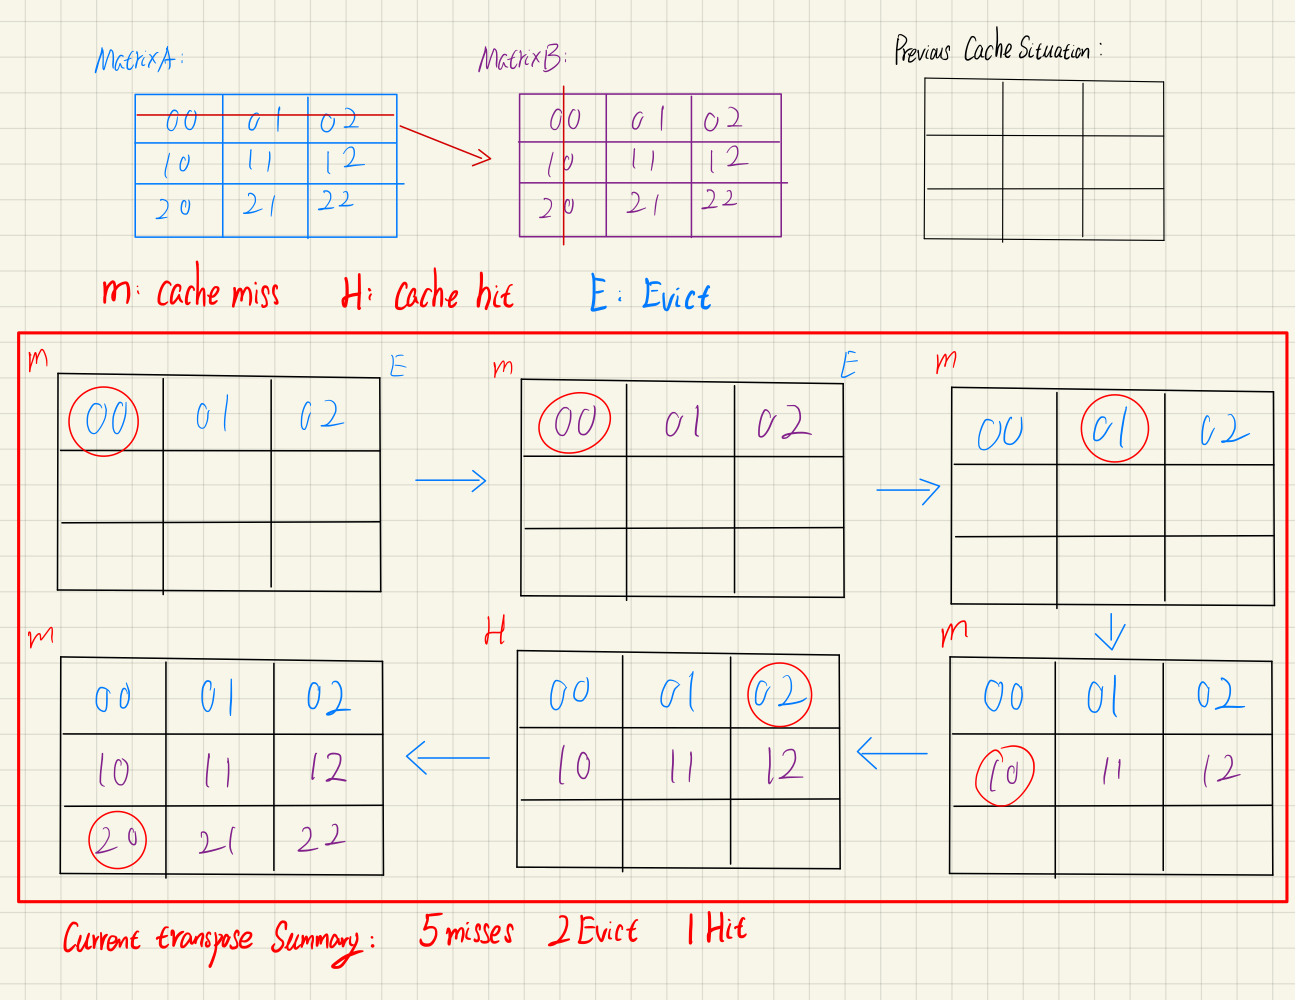 MatrixA: MatrixB: Previous Cache Situation:
00 01 02 00 01 02
10 11 12 10 11 12
20 21 22 20 21 22
m: cache miss H: Cache hit E: Evict
m E m E m
00 01 02 00 01 02 00 01 02
m H m
00 01 02 00 01 02 00 01 02
10 11 12 10 11 12 10 11 12
20 21 22
Current transpose Summary: 5 misses 2 Evict 1 Hit